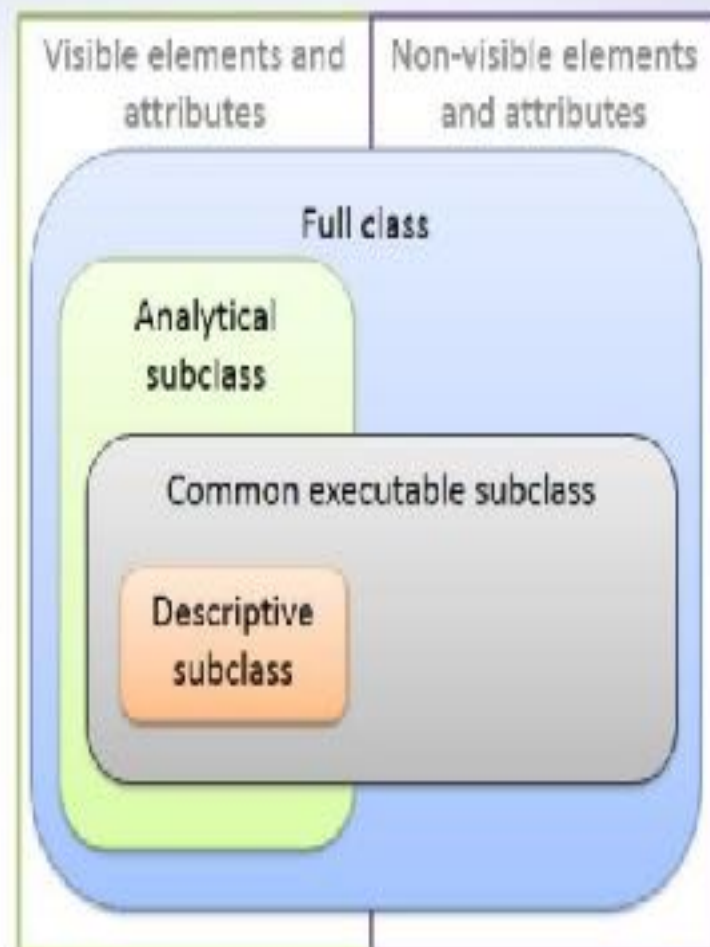 Visible elements and
attributes
Non-visible elements
and attributes
Full class
Analytical
subclass
Common executable subclass
Descriptive
subclass